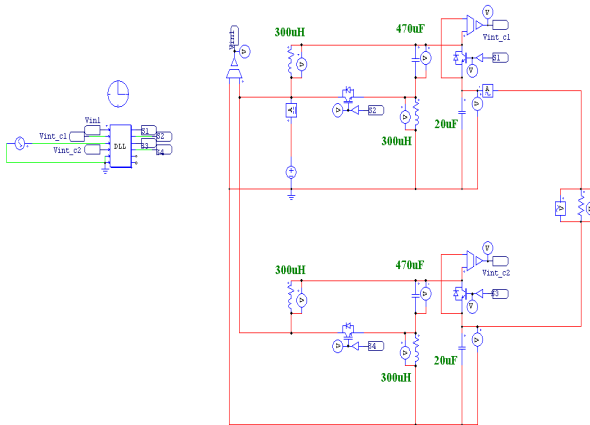 Vin1
300uH
470uF
V
Vint_c1
A
S1
V
A
S2
300uH
20uF
Vin1
S1
Vint_c1
S2
DLL
S3
Vint_c2
S4
300uH
470uF
V
Vint_c2
S3
V
S4
20uF
300uH